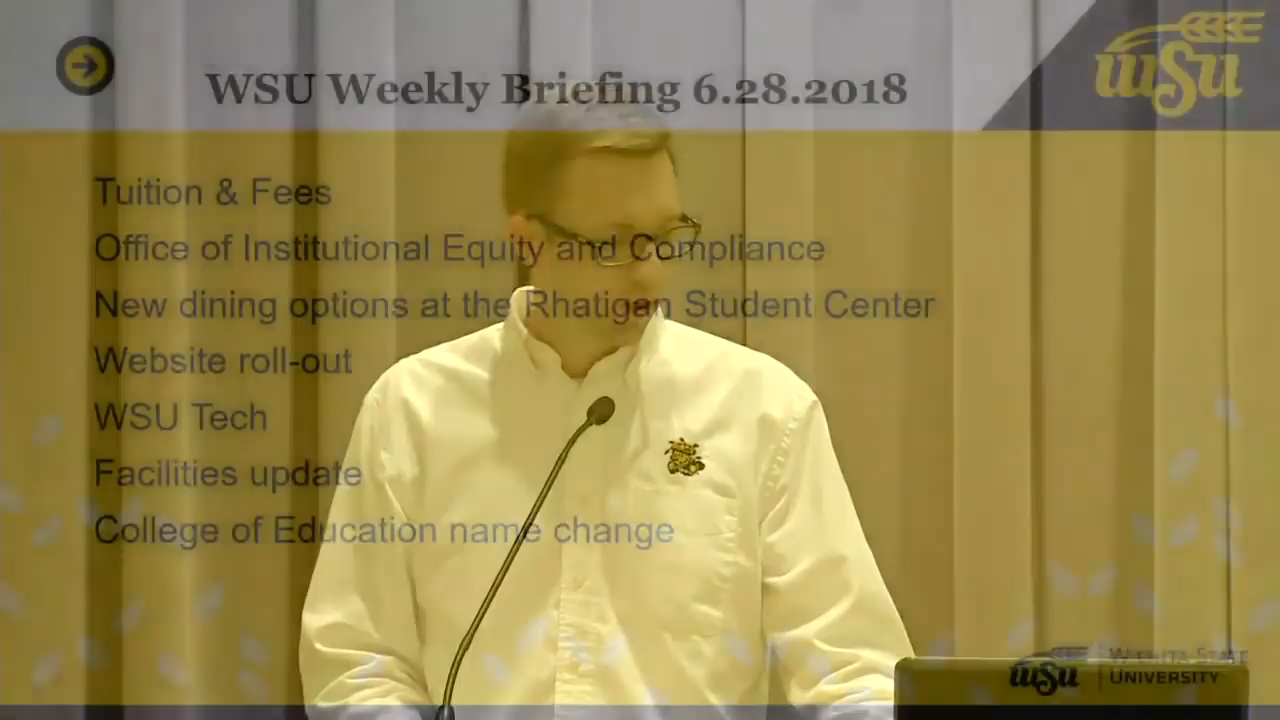 WSU Weekly Briefing 6.28.2018
WSU
Tuition & Fees
Office of Institutional Equity and Compliance
New dining options at the Rhatigan Student Center
Website roll-out
WSU Tech
Facilities update
College of Education name change
WSU
WICHITA STATE
UNIVERSITY